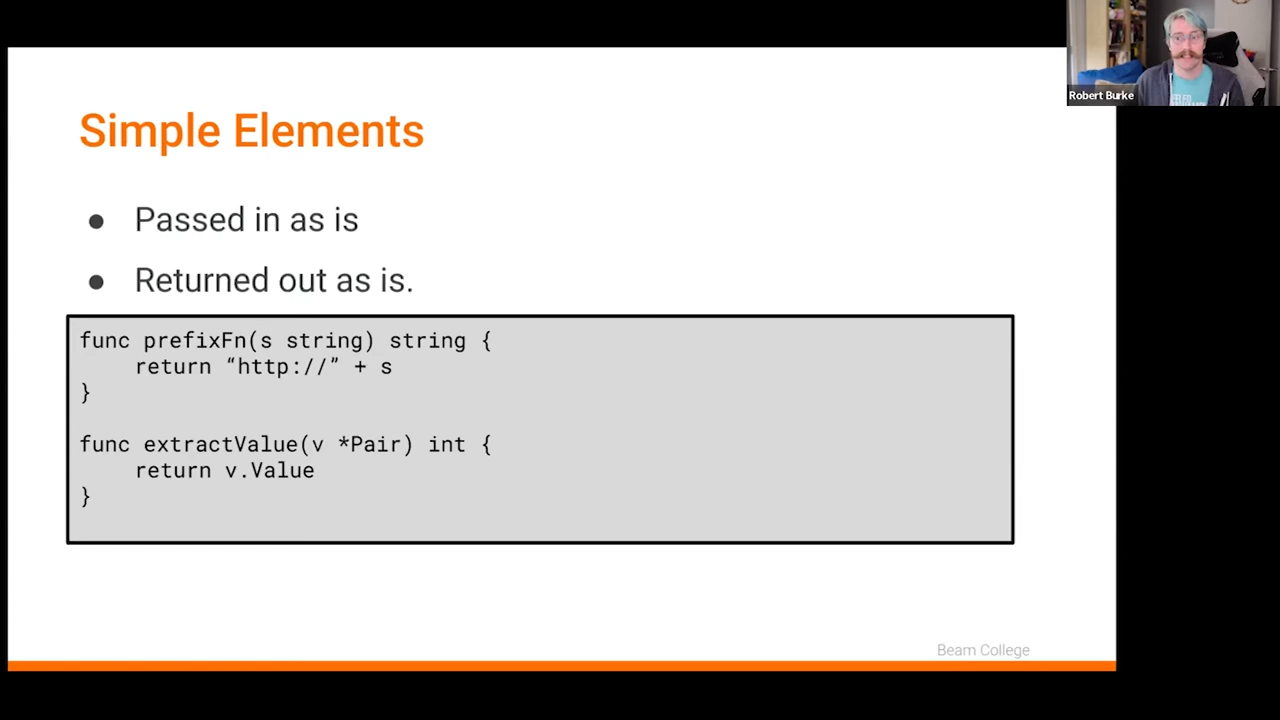 Robert Burke
Simple Elements
● Passed in as is
● Returned out as is.
func prefixFn(s string) string {
    return “http://” + s
}
func extractValue(v *Pair) int {
    return v.Value
}
Beam College